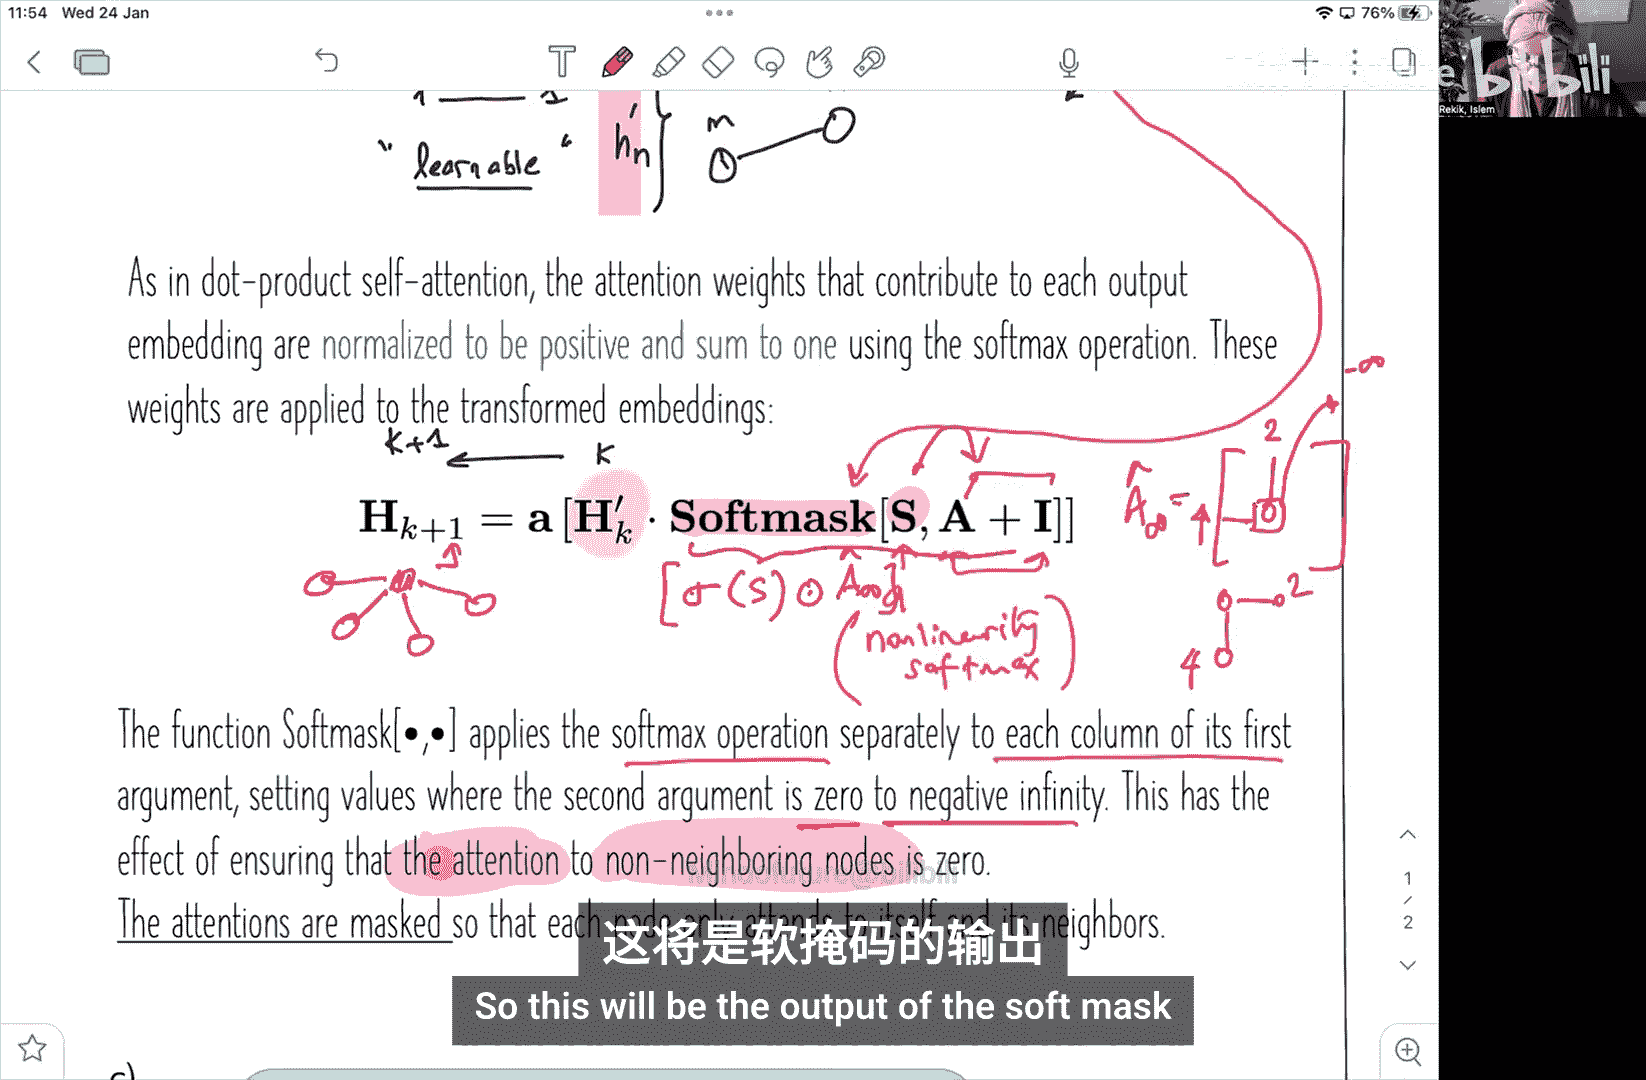 11:54 Wed 24 Jan
76%
bilibili
Rekik, Islem
"learnable"
h'n
m
As in dot-product self-attention, the attention weights that contribute to each output
embedding are normalized to be positive and sum to one using the softmax operation. These
weights are applied to the transformed embeddings:
-∞
k+1
k
2
H_{k+1} = a [H'_k · Softmask[S, A + I]]
Â∞ =
4
[σ(S) ⊙ A∞]
(nonlinearity
softmax)
2
4
The function Softmask[•,•] applies the softmax operation separately to each column of its first
argument, setting values where the second argument is zero to negative infinity. This has the
effect of ensuring that the attention to non-neighboring nodes is zero.
The attentions are masked so that each node only attends to itself and its neighbors.
这将是软掩码的输出
So this will be the output of the soft mask
1
/
2
c)